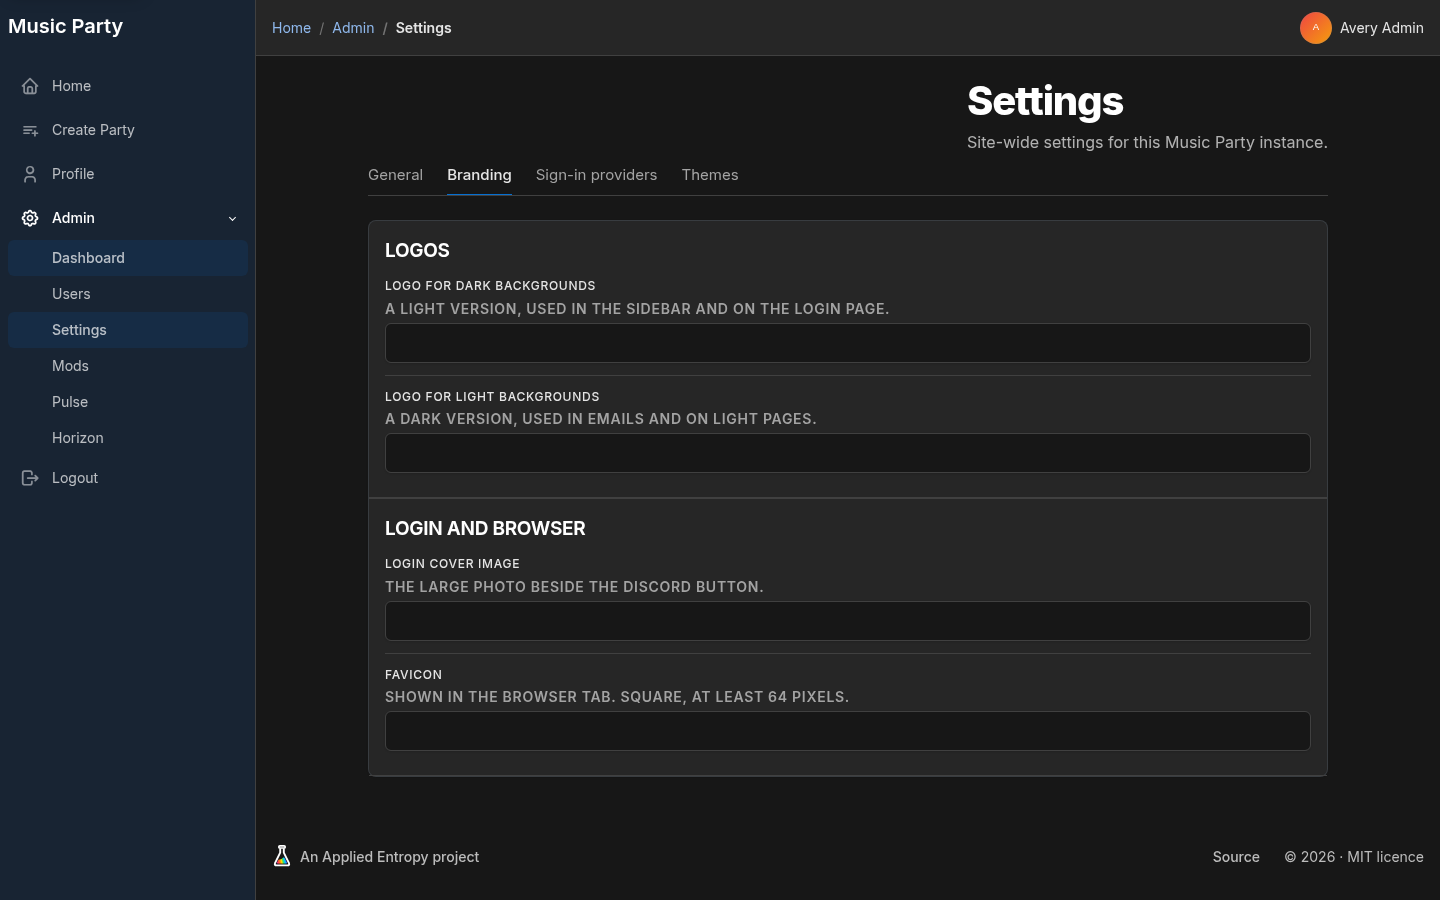 Music Party
Home / Admin / Settings
A
Avery Admin
Home
Create Party
Profile
Admin
Dashboard
Users
Settings
Mods
Pulse
Horizon
Logout
Settings
Site-wide settings for this Music Party instance.
General
Branding
Sign-in providers
Themes
LOGOS
LOGO FOR DARK BACKGROUNDS
A LIGHT VERSION, USED IN THE SIDEBAR AND ON THE LOGIN PAGE.
LOGO FOR LIGHT BACKGROUNDS
A DARK VERSION, USED IN EMAILS AND ON LIGHT PAGES.
LOGIN AND BROWSER
LOGIN COVER IMAGE
THE LARGE PHOTO BESIDE THE DISCORD BUTTON.
FAVICON
SHOWN IN THE BROWSER TAB. SQUARE, AT LEAST 64 PIXELS.
An Applied Entropy project
Source
© 2026 · MIT licence